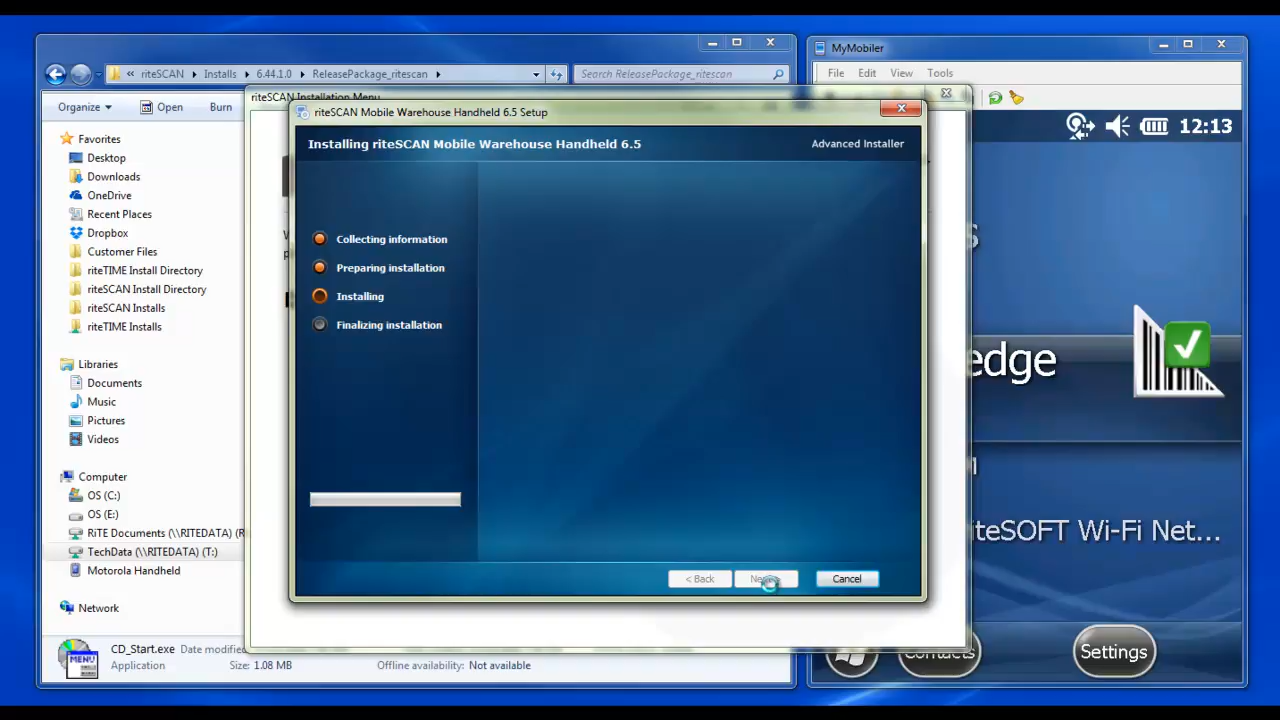 riteSCAN
Installs
6.44.1.0
ReleasePackage_ritescan
Search ReleasePackage_ritescan
Organize
Open
Burn
Favorites
Desktop
Downloads
OneDrive
Recent Places
Dropbox
Customer Files
riteTIME Install Directory
riteSCAN Install Directory
riteSCAN Installs
riteTIME Installs
Libraries
Documents
Music
Pictures
Videos
Computer
OS (C:)
OS (E:)
RiTE Documents (\\RITEDATA) (R
TechData (\\RITEDATA) (T:)
Motorola Handheld
Network
MENU
CD_Start.exe Date modified
Application
Size: 1.08 MB
Offline availability: Not available
riteSCAN Installation Menu
riteSCAN Mobile Warehouse Handheld 6.5 Setup
Installing riteSCAN Mobile Warehouse Handheld 6.5
Advanced Installer
Collecting information
Preparing installation
Installing
Finalizing installation
< Back
Cancel
MyMobiler
File Edit View Tools
12:13
edge
iteSOFT Wi-Fi Net...
Contacts
Settings